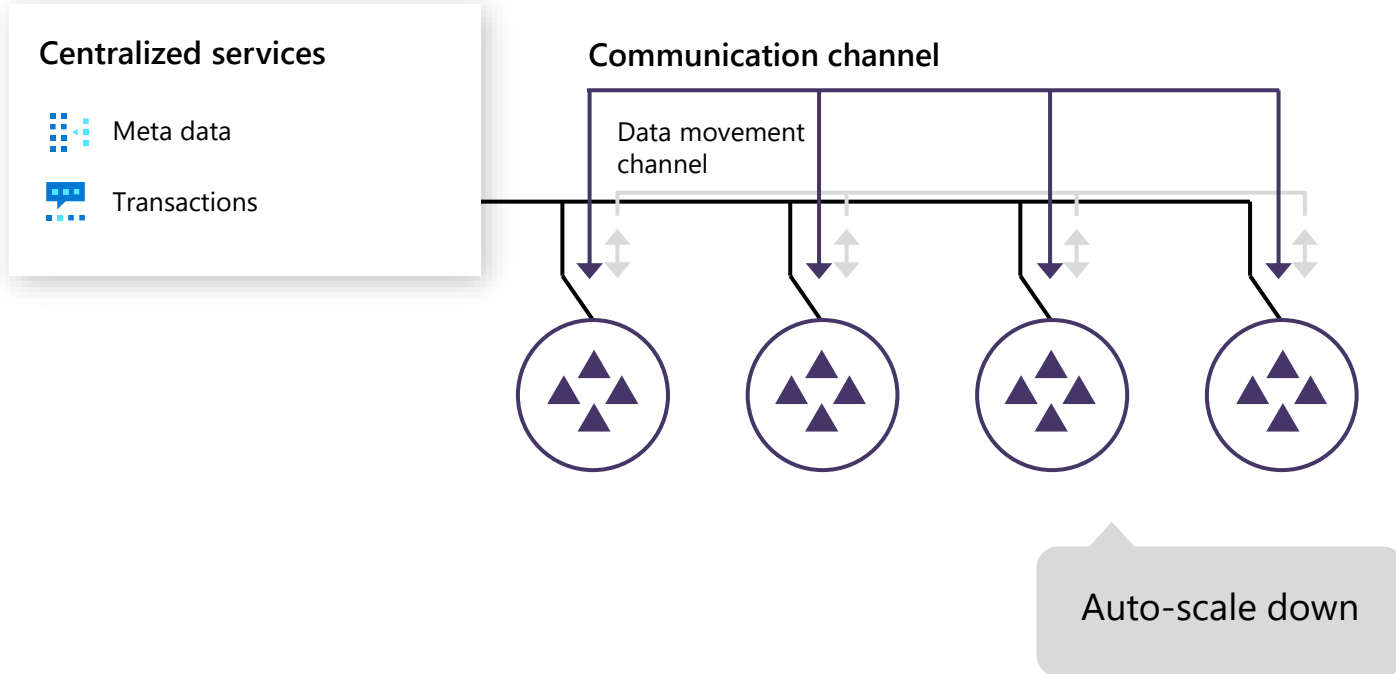 Centralized services
Meta data
Transactions
Communication channel
Data movement
channel
Auto-scale down